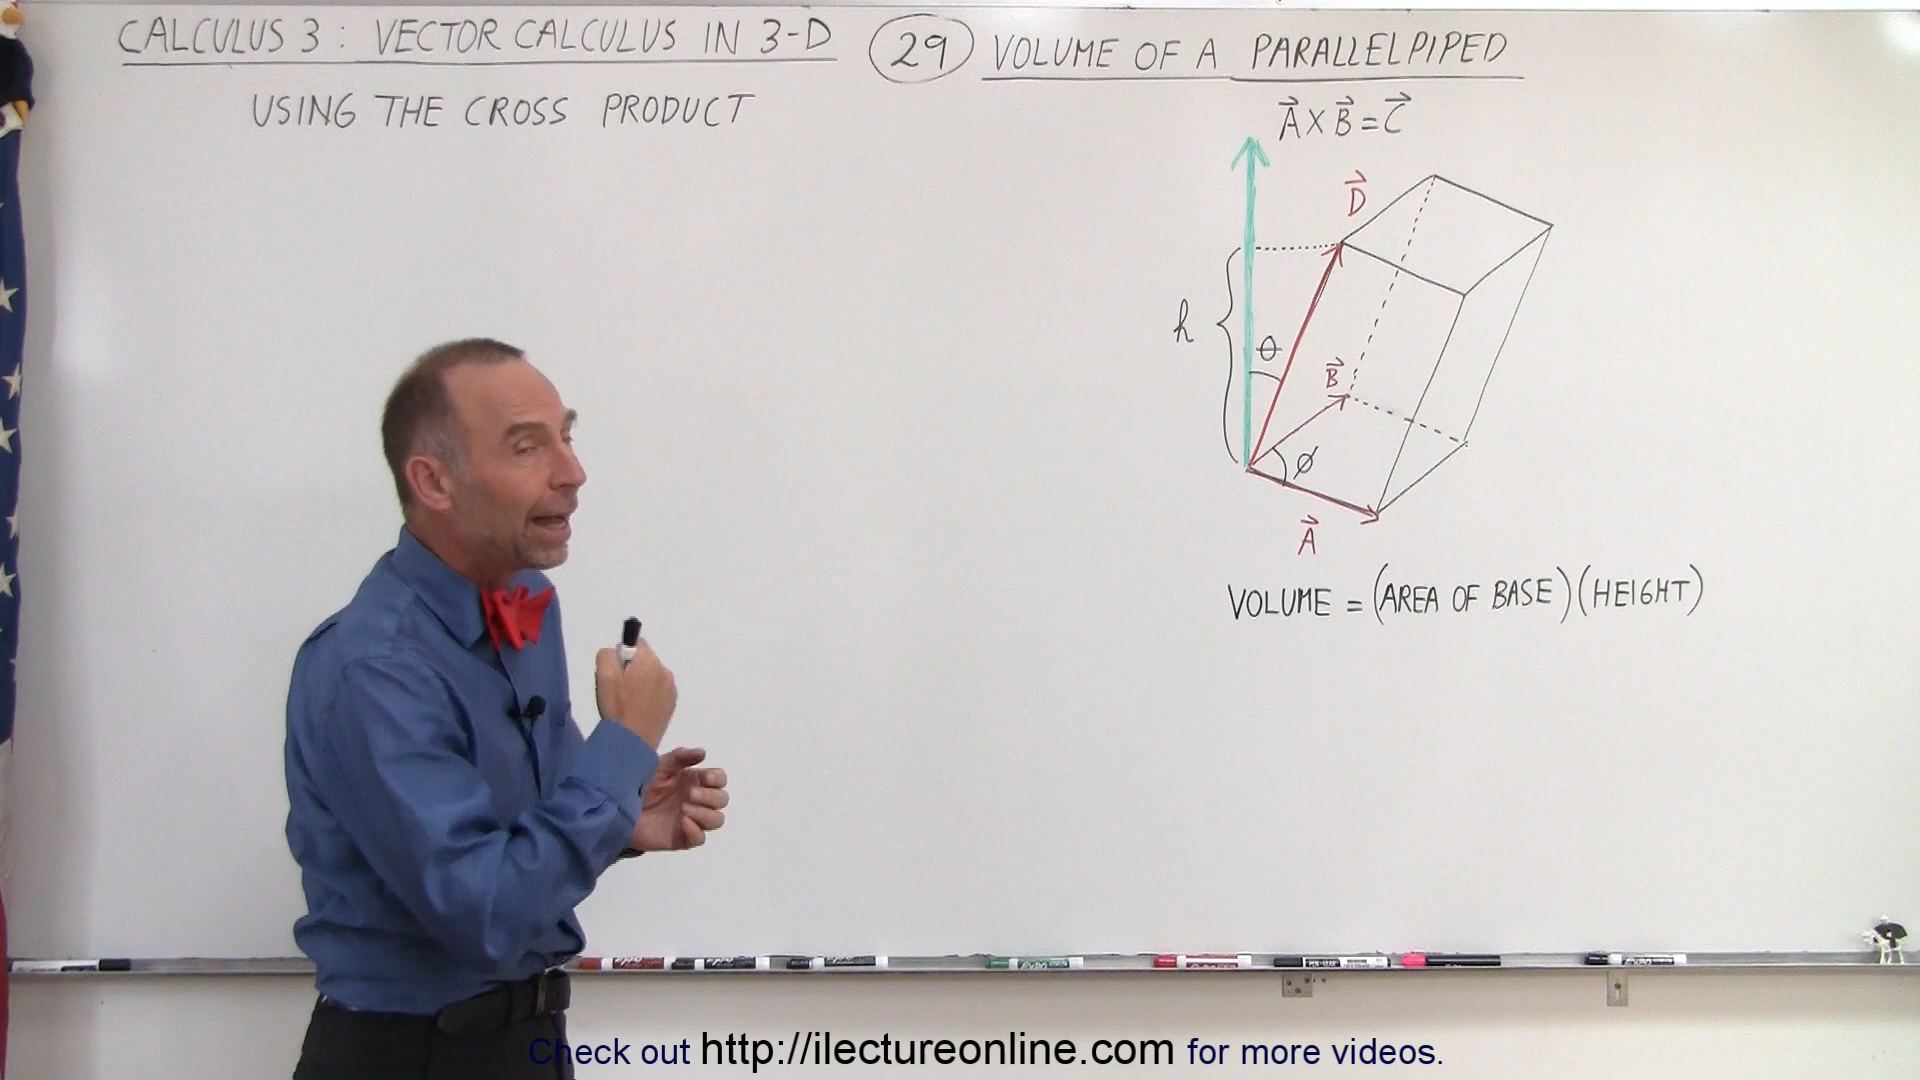 CALCULUS 3: VECTOR CALCULUS IN 3-D 29 VOLUME OF A PARALLELPIPED
USING THE CROSS PRODUCT
A⃗ X B⃗ = C⃗
D⃗
h
θ
B⃗
φ
A⃗
VOLUME = (AREA OF BASE)(HEIGHT)
Check out http://ilectureonline.com for more videos.